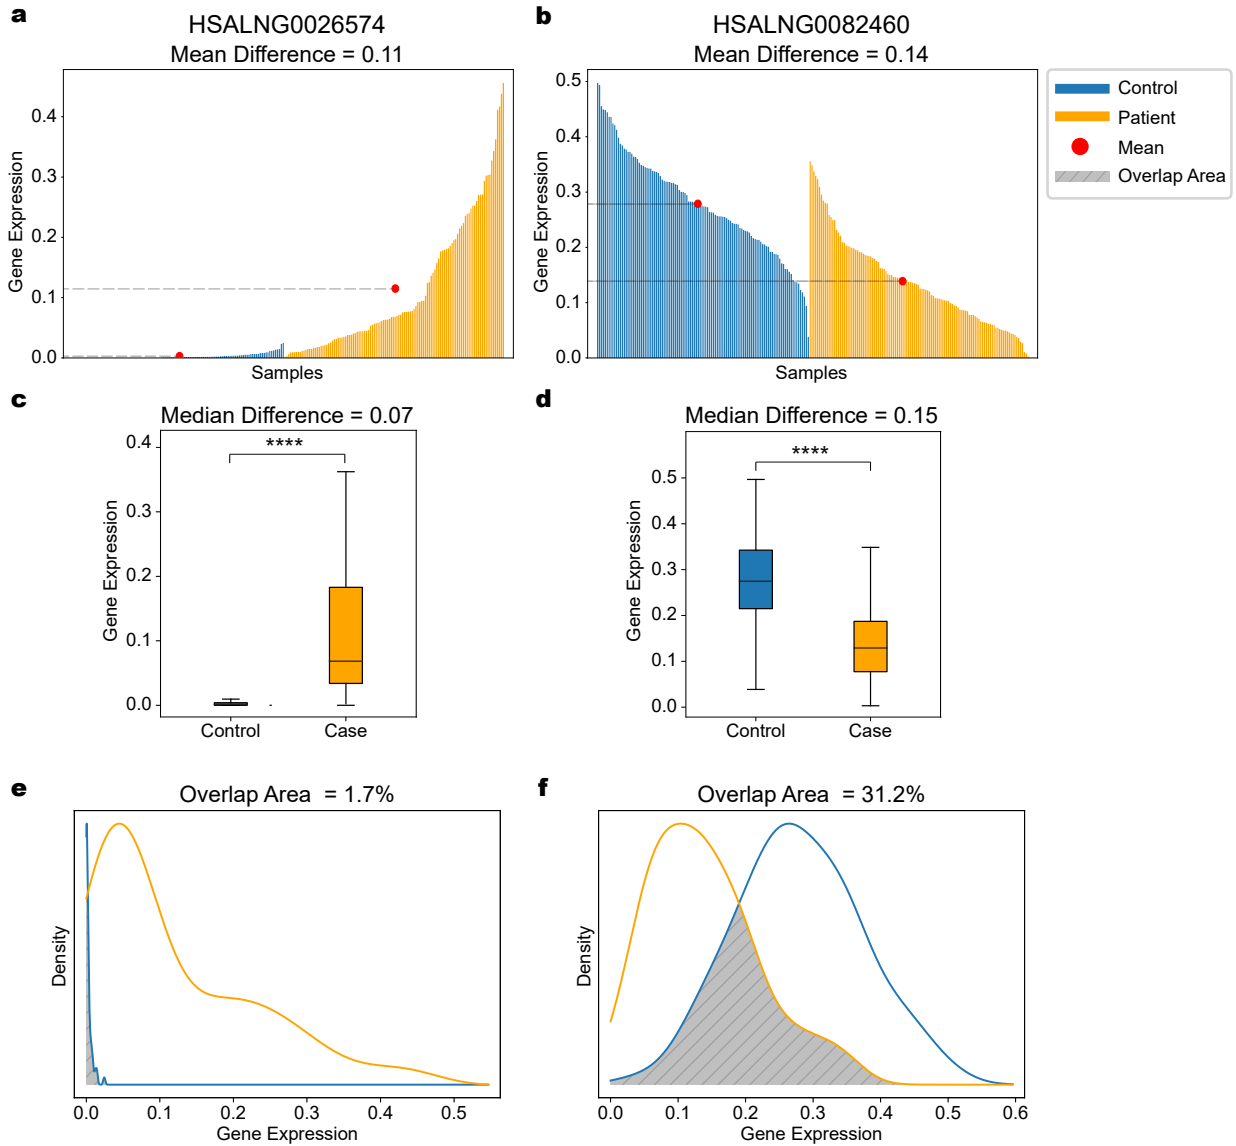 a
HSALNG0026574
Mean Difference = 0.11
Gene Expression
0.4
0.3
0.2
0.1
0.0
Samples
b
HSALNG0082460
Mean Difference = 0.14
Gene Expression
0.5
0.4
0.3
0.2
0.1
0.0
Samples
Control
Patient
Mean
Overlap Area
c
Median Difference = 0.07
Gene Expression
0.4
0.3
0.2
0.1
0.0
****
Control Case
d
Median Difference = 0.15
Gene Expression
0.5
0.4
0.3
0.2
0.1
0.0
****
Control Case
e
Overlap Area = 1.7%
Density
0.0 0.1 0.2 0.3 0.4 0.5
Gene Expression
f
Overlap Area = 31.2%
Density
0.0 0.1 0.2 0.3 0.4 0.5 0.6
Gene Expression